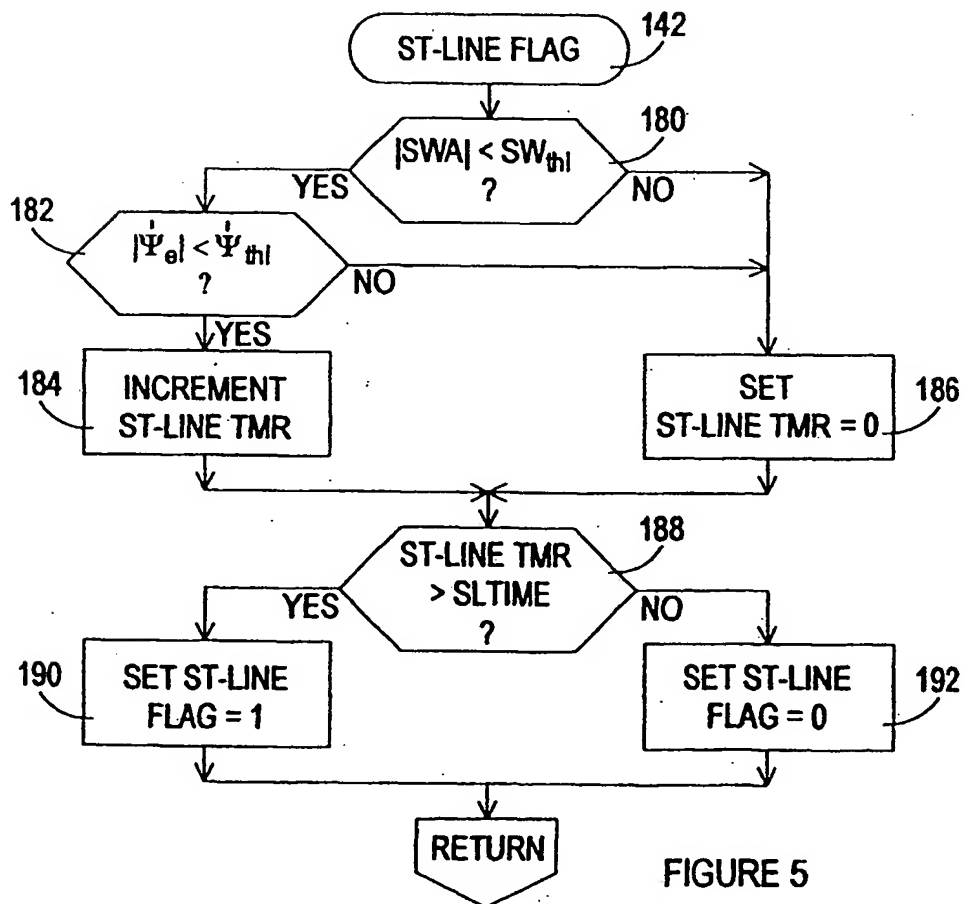 ST-LINE FLAG
142
|SWA| < SWthl
?
180
YES
NO
182
|Ψ̇e| < Ψ̇thl
?
NO
YES
184
INCREMENT
ST-LINE TMR
SET
ST-LINE TMR = 0
186
ST-LINE TMR
> SLTIME
?
188
YES
NO
190
SET ST-LINE
FLAG = 1
SET ST-LINE
FLAG = 0
192
RETURN
FIGURE 5